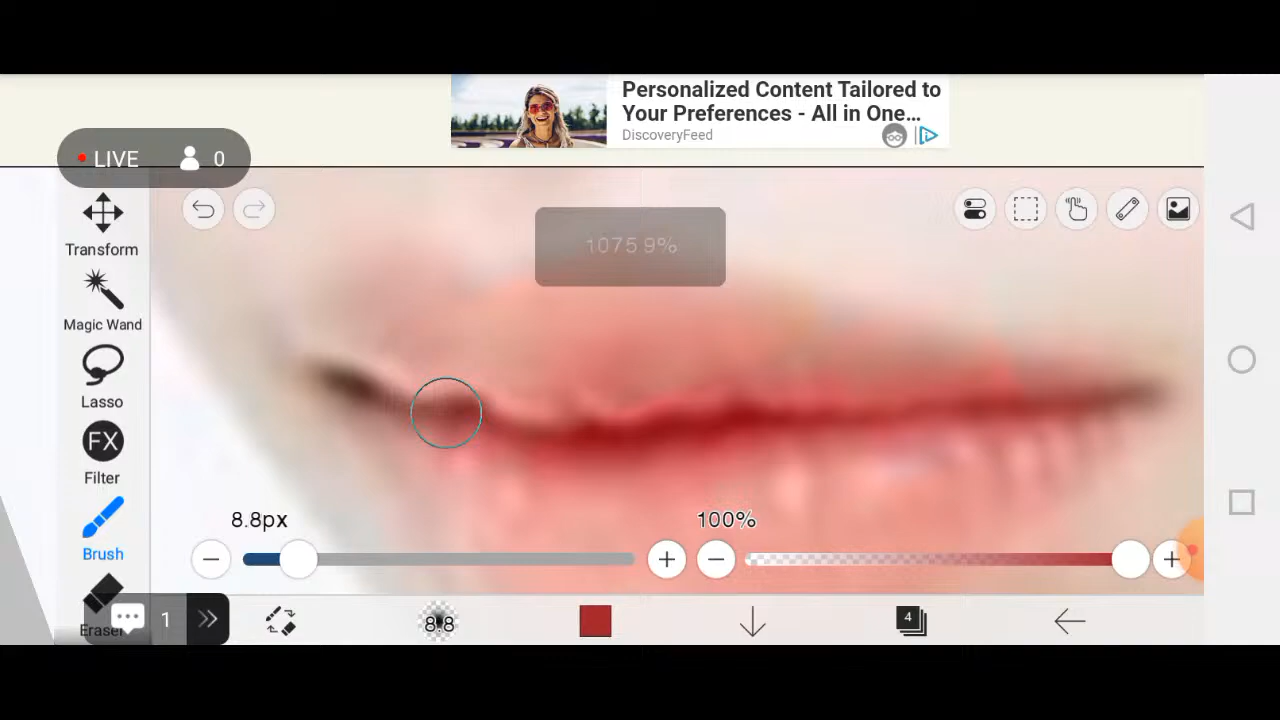 Personalized Content Tailored to
Your Preferences - All in One...
DiscoveryFeed
LIVE 0
Transform
1075.9%
Magic Wand
Lasso
FX
Filter
8.8px
100%
Brush
Eraser
1
8.8
4